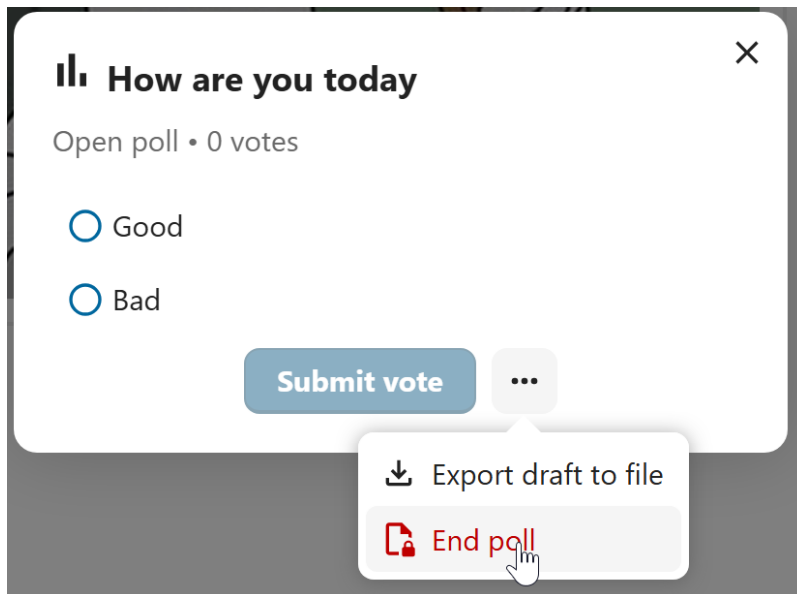 How are you today
Open poll • 0 votes
Good
Bad
Submit vote
Export draft to file
End poll